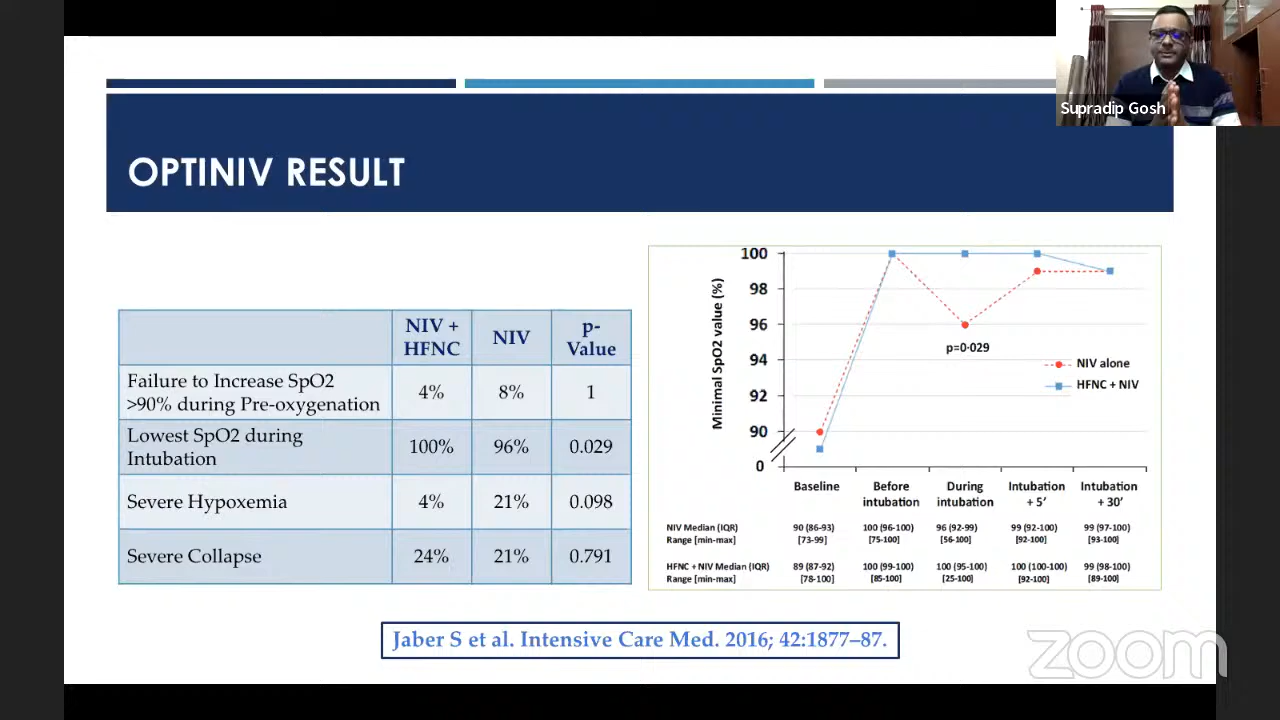 Supradip Gosh
OPTINIV RESULT
NIV +
HFNC
NIV
p-
Value
Failure to Increase SpO2
>90% during Pre-oxygenation
4%
8%
1
Lowest SpO2 during
Intubation
100%
96%
0.029
Severe Hypoxemia
4%
21%
0.098
Severe Collapse
24%
21%
0.791
Minimal SpO2 value (%)
100
98
96
94
92
90
0
p=0·029
NIV alone
HFNC + NIV
Baseline
Before
intubation
During
intubation
Intubation
+ 5’
Intubation
+ 30’
NIV Median (IQR) 90 (86-93) 100 (96-100) 96 (92-99) 99 (92-100) 99 (97-100)
Range [min-max] [73-99] [75-100] [56-100] [92-100] [93-100]
HFNC + NIV Median (IQR) 89 (87-92) 100 (99-100) 100 (95-100) 100 (100-100) 99 (98-100)
Range [min-max] [78-100] [85-100] [25-100] [92-100] [89-100]
Jaber S et al. Intensive Care Med. 2016; 42:1877–87.
zoom